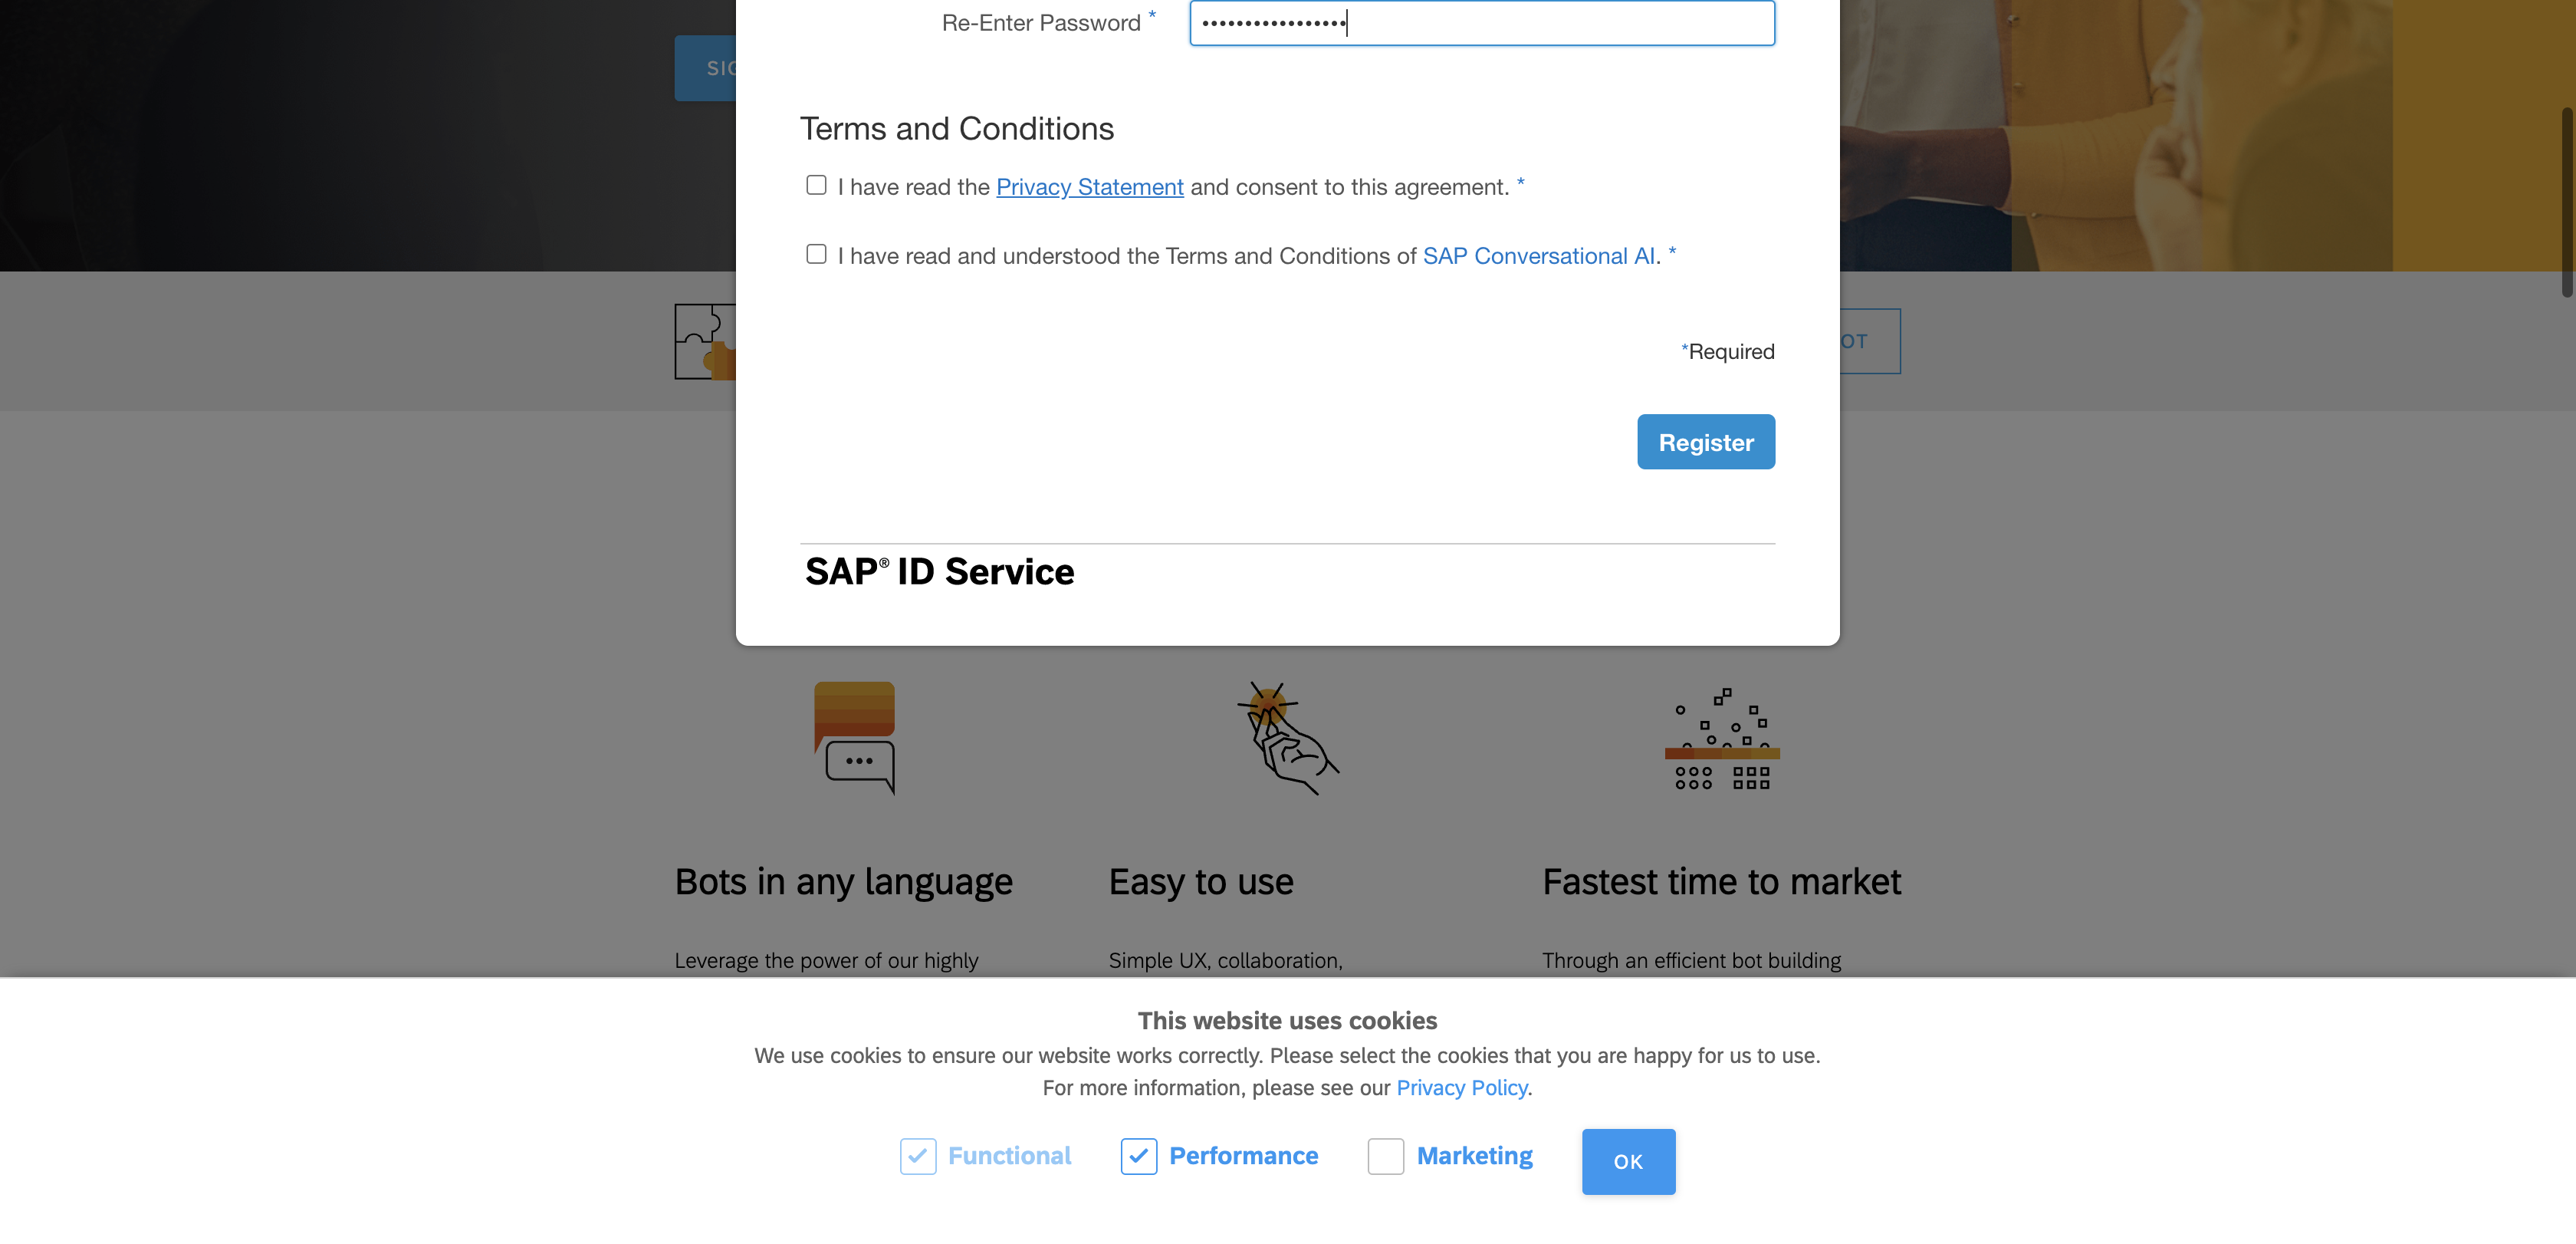 Re-Enter Password *
•••••••••••••••••
SIG
Terms and Conditions
I have read the Privacy Statement and consent to this agreement. *
I have read and understood the Terms and Conditions of SAP Conversational AI. *
*Required
OT
Register
SAP® ID Service
Bots in any language
Easy to use
Fastest time to market
Leverage the power of our highly
Simple UX, collaboration,
Through an efficient bot building
This website uses cookies
We use cookies to ensure our website works correctly. Please select the cookies that you are happy for us to use.
For more information, please see our Privacy Policy.
Functional
Performance
Marketing
OK